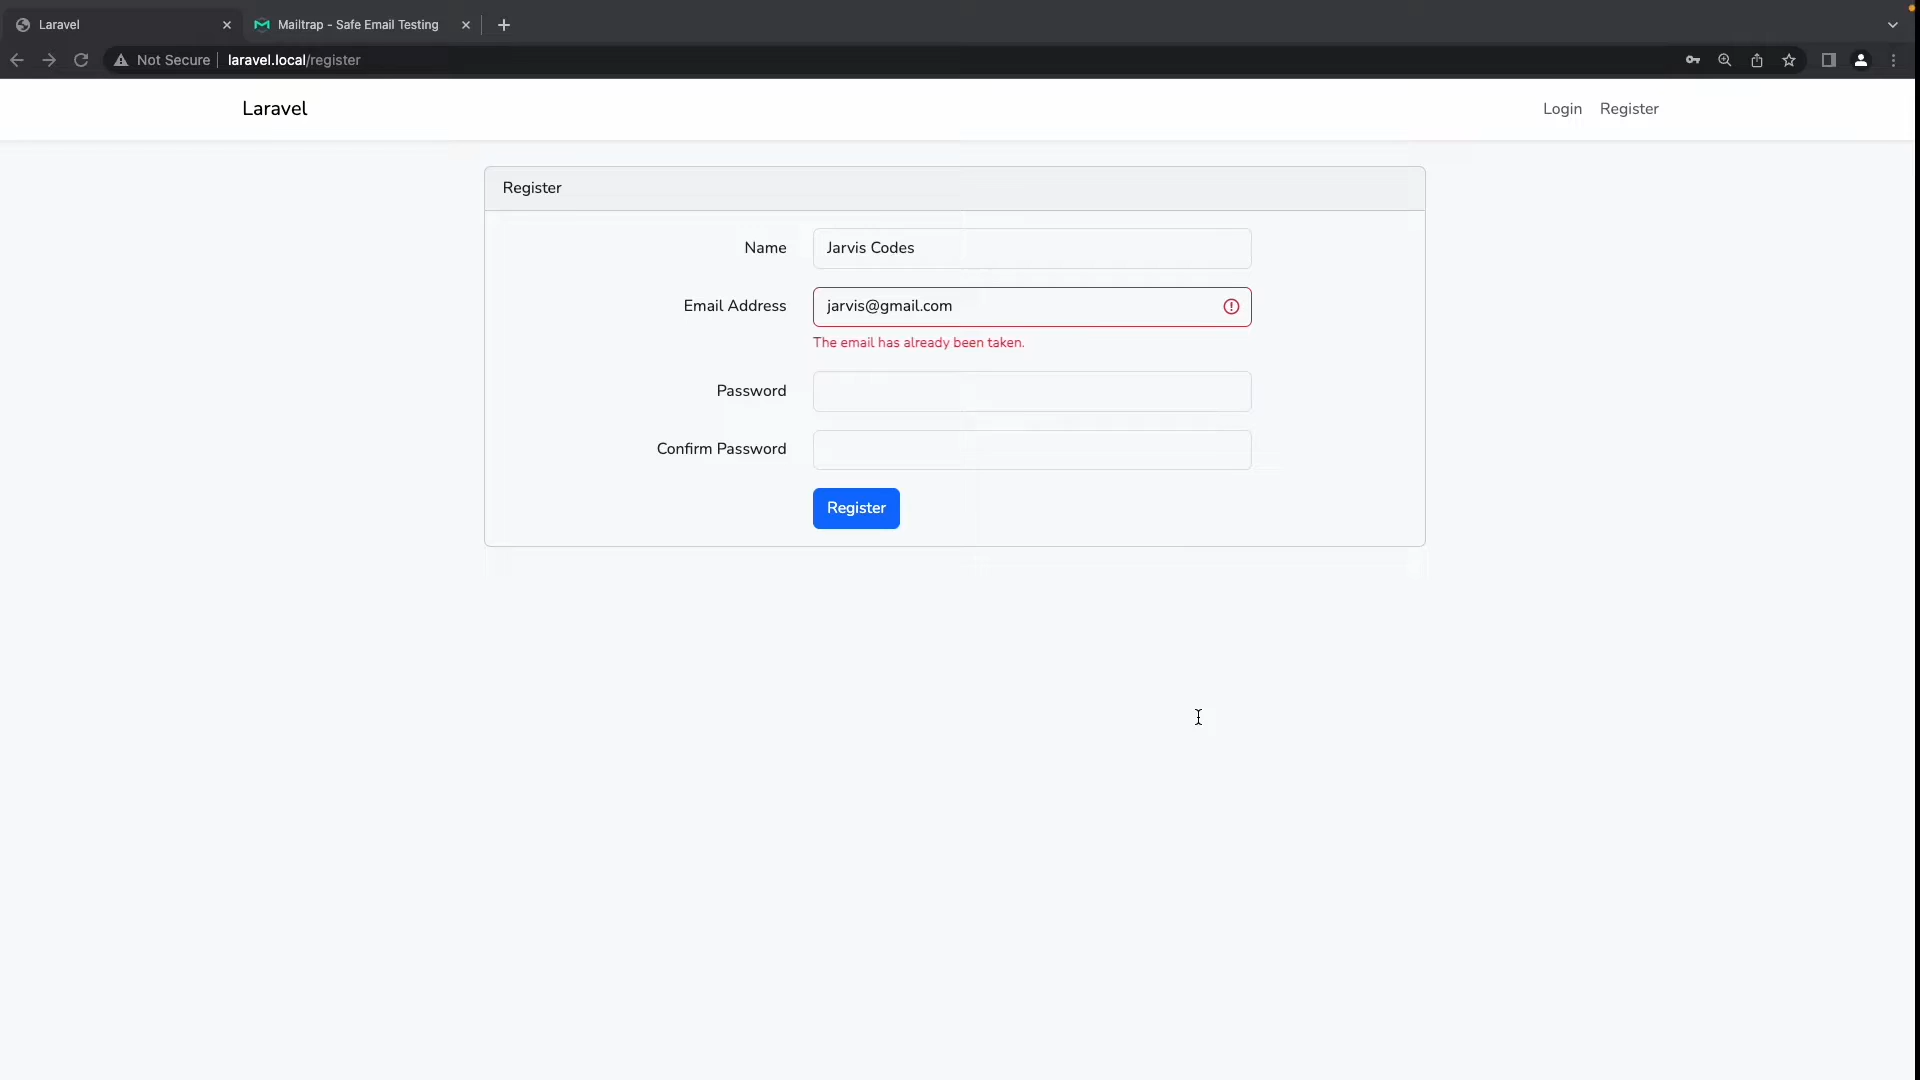 Laravel
Mailtrap - Safe Email Testing
Not Secure laravel.local/register
Laravel
Login Register
Register
Name Jarvis Codes
Email Address jarvis@gmail.com
The email has already been taken.
Password
Confirm Password
Register